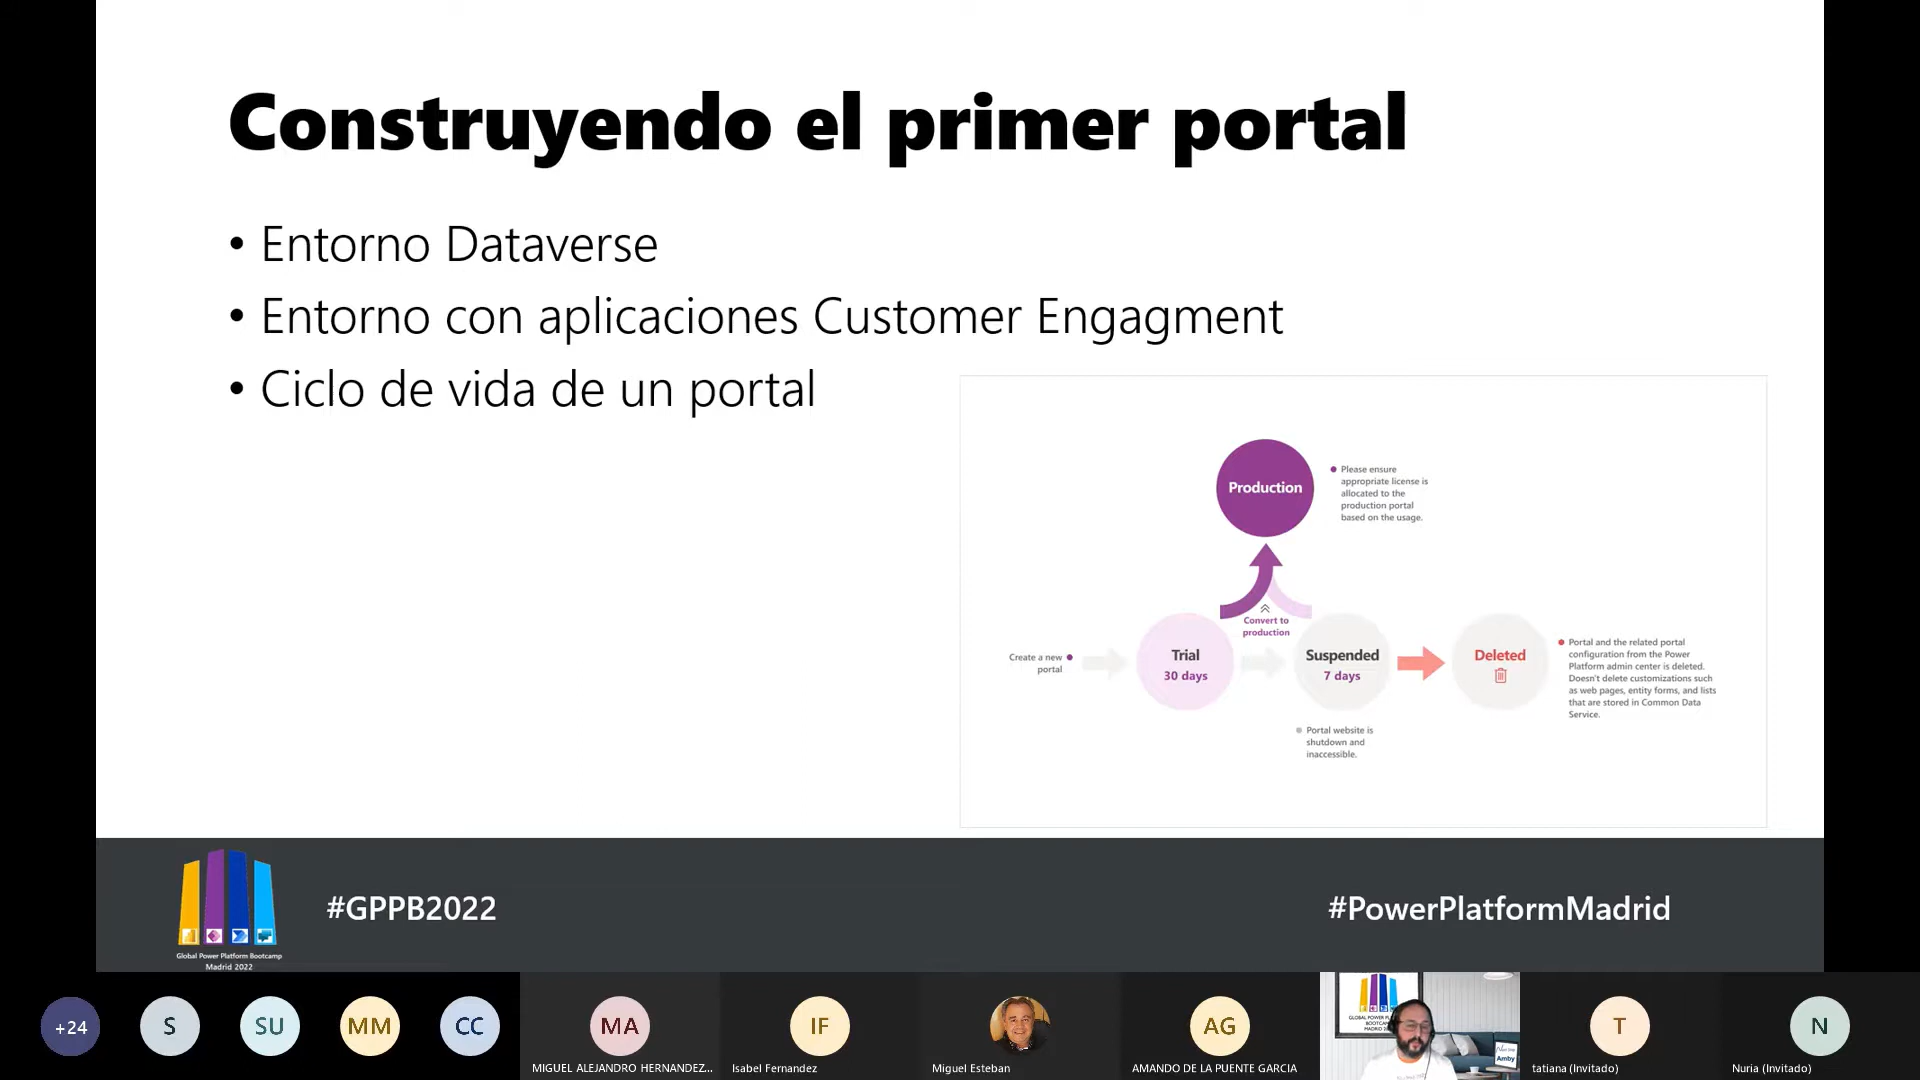 Construyendo el primer portal
• Entorno Dataverse
• Entorno con aplicaciones Customer Engagment
• Ciclo de vida de un portal
Production
Please ensure
appropriate license is
allocated to the
production portal
based on the usage.
Convert to
production
Create a new
portal
Trial
30 days
Suspended
7 days
Deleted
Portal and the related portal
configuration from the Power
Platform admin center is deleted.
Doesn't delete customizations such
as web pages, entity forms, and lists
that are stored in Common Data
Service.
Portal website is
shutdown and
inaccessible.
Global Power Platform Bootcamp
Madrid 2022
#GPPB2022
#PowerPlatformMadrid
+24
S
SU
MM
CC
MA
MIGUEL ALEJANDRO HERNANDEZ...
IF
Isabel Fernandez
Miguel Esteban
AG
AMANDO DE LA PUENTE GARCIA
Amby
T
tatiana (Invitado)
N
Nuria (Invitado)